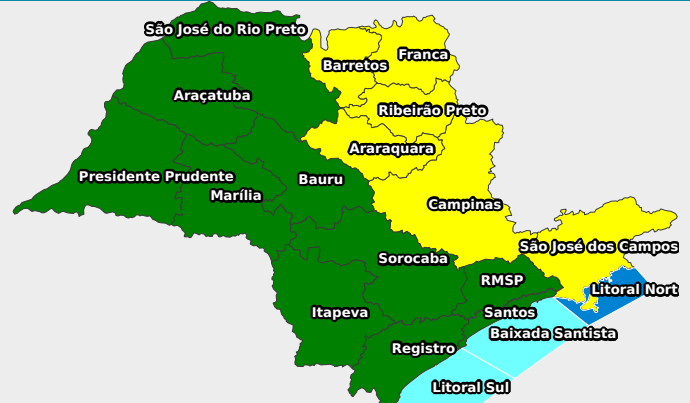 São José do Rio Preto
Franca
Barretos
Araçatuba
Ribeirão Preto
Araraquara
Presidente Prudente
Bauru
Marília
Campinas
São José dos Campos
Sorocaba
RMSP
Litoral Nort
Itapeva
Santos
Baixada Santista
Registro
Litoral Sul